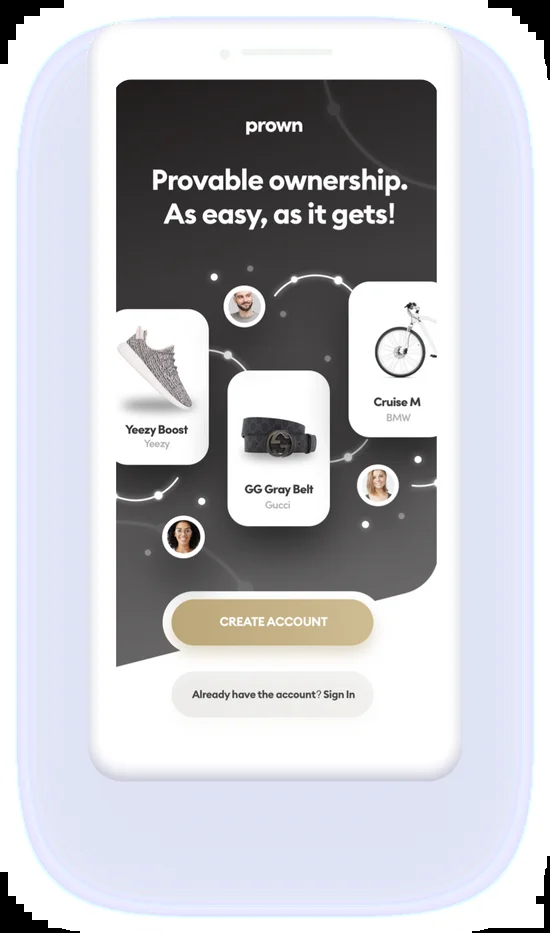 prown
Provable ownership.
As easy, as it gets!
Cruise M
BMW
Yeezy Boost
Yeezy
GG Gray Belt
Gucci
CREATE ACCOUNT
Already have the account? Sign In